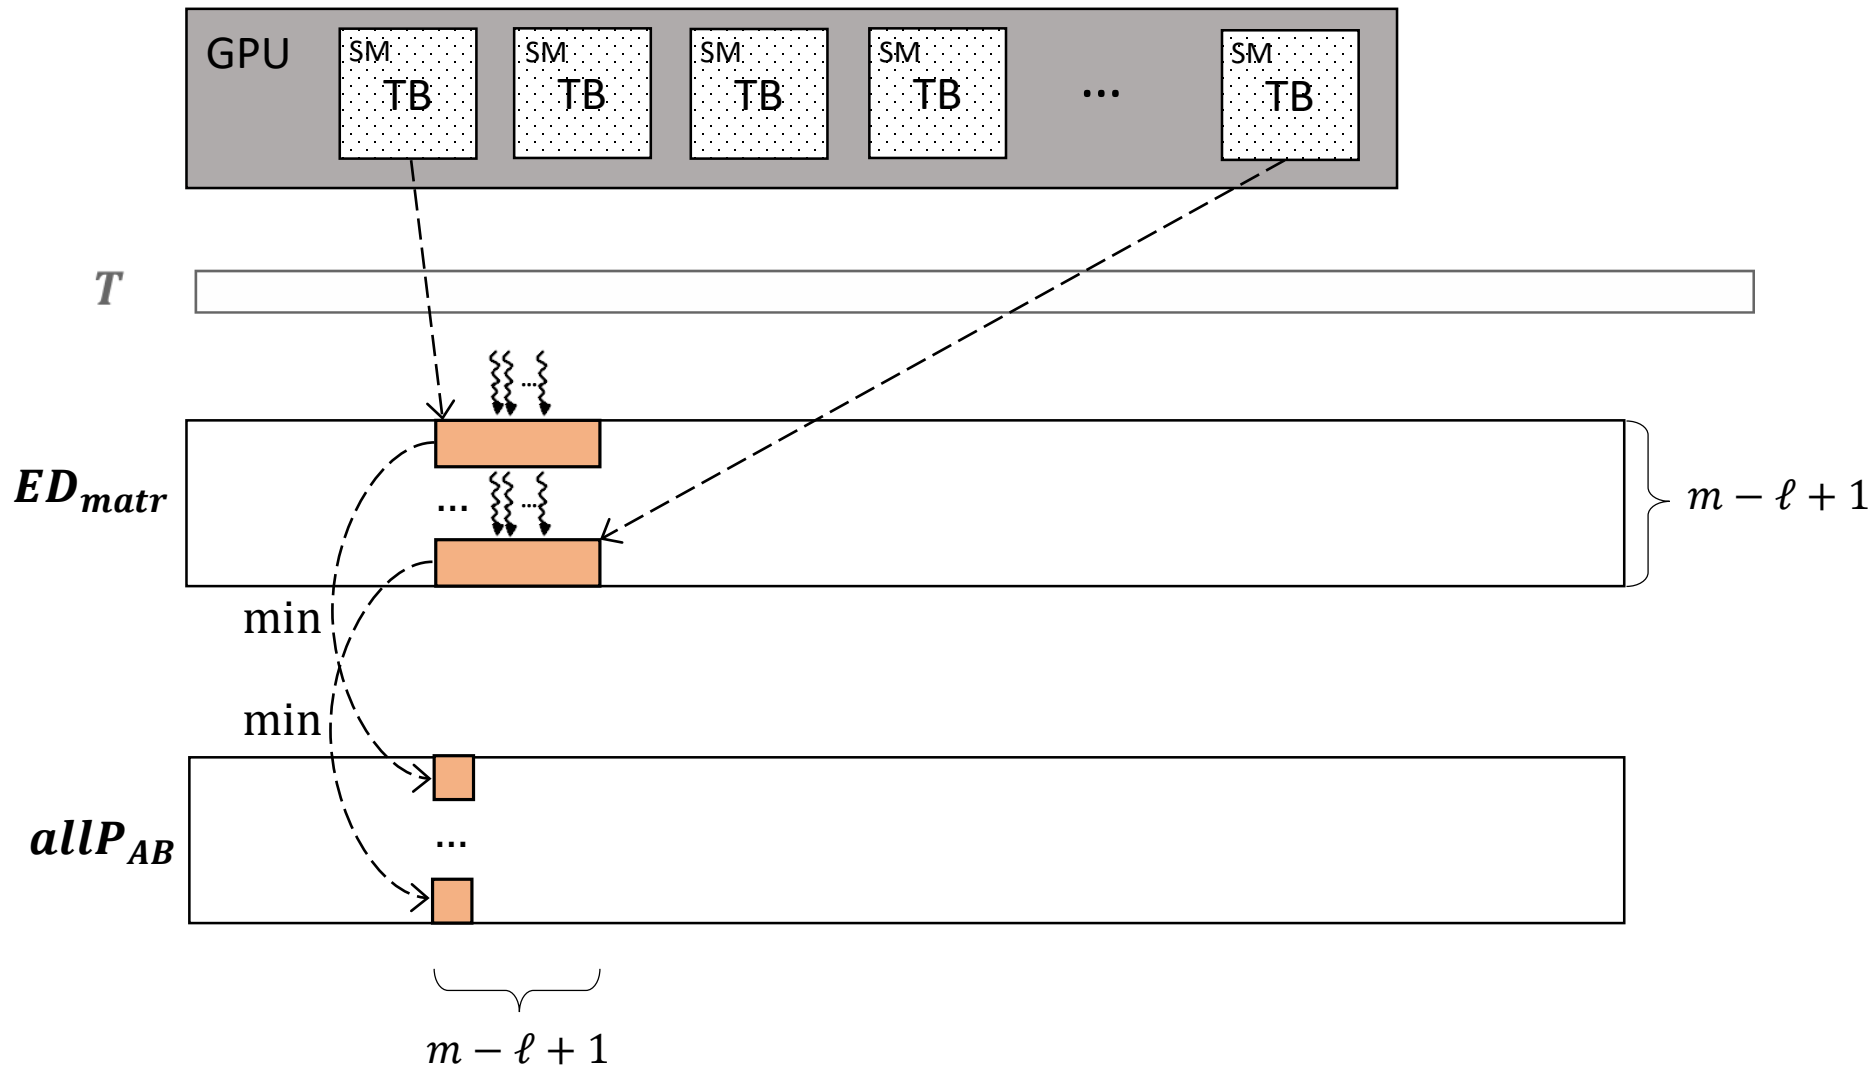 GPU
SM
TB
SM
TB
SM
TB
SM
TB
...
SM
TB
T
...
ED_matr
...
...
m − ℓ + 1
min
min
allP_AB
...
m − ℓ + 1